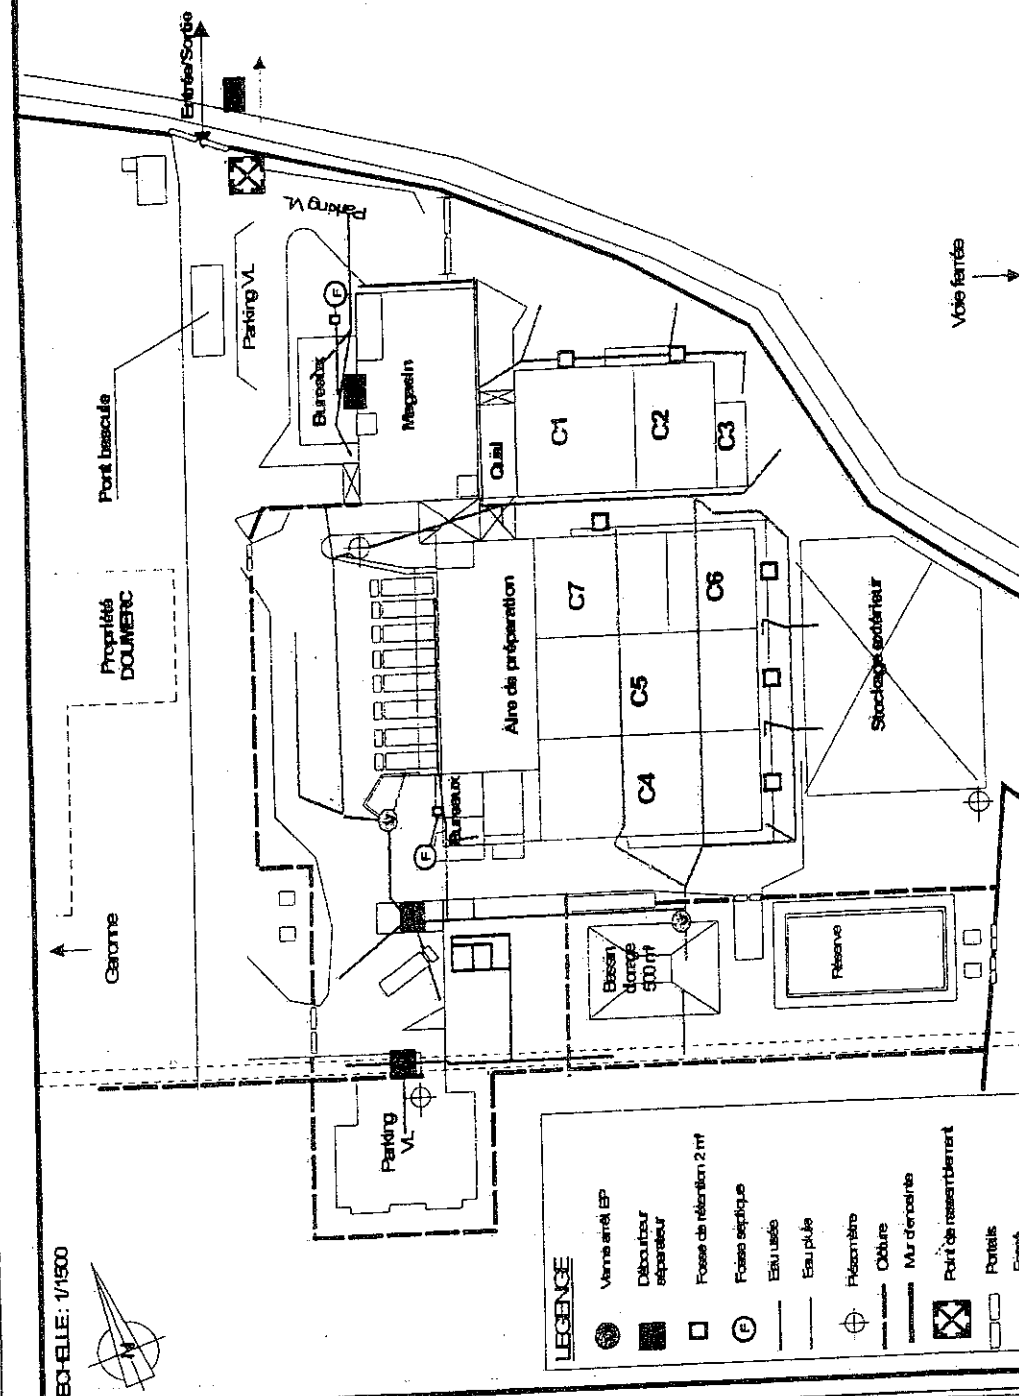 ECHELLE : 1/1500
N
Garonne
Propriété
DOUMERC
Pont bascule
Entrée/Sortie
Parking VL
Parking VL
Bureaux
F
Magasin
Quai
C1
C2
C3
Aire de préparation
C7
C6
C5
C4
Bureaux
F
V
V
Stockage extérieur
Voie ferrée
Bassin
d'orage
500 m³
Réserve
Parking
VL
LEGENGE
Vanne arrêt EP
Débourbeur
séparateur
Fosse de rétention 2 m³
F
Fosse septique
Eau usée
Eau pluie
Piézomètre
Clôture
Mur d'enceinte
Point de rassemblement
Portails